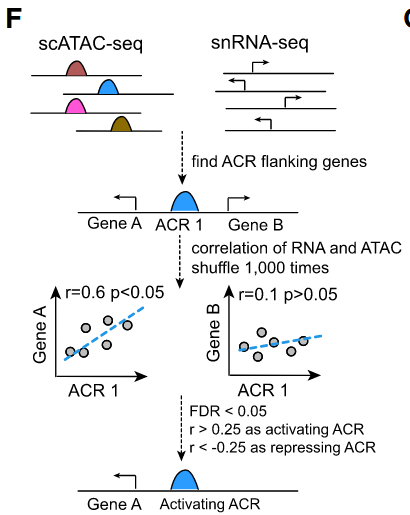 F
scATAC-seq
snRNA-seq
find ACR flanking genes
Gene A
ACR 1
Gene B
correlation of RNA and ATAC
shuffle 1,000 times
r=0.6 p<0.05
Gene A
ACR 1
r=0.1 p>0.05
Gene B
ACR 1
FDR < 0.05
r > 0.25 as activating ACR
r < -0.25 as repressing ACR
Gene A
Activating ACR